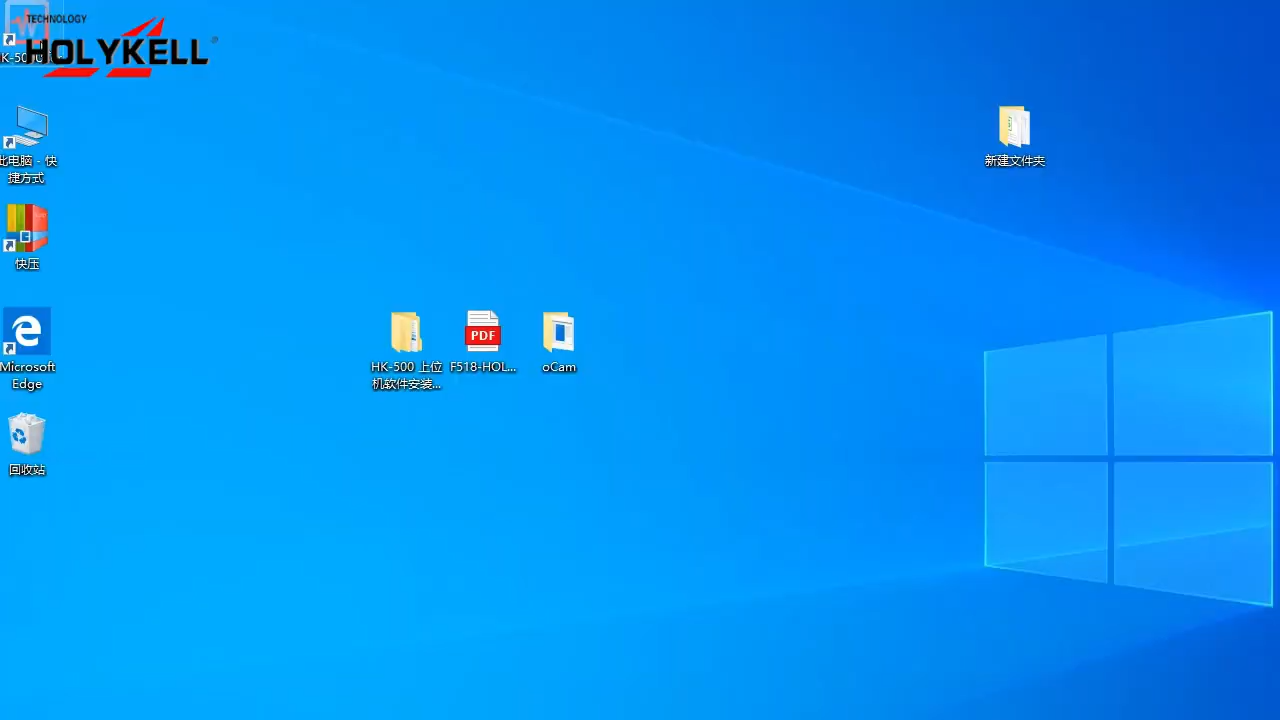 TECHNOLOGY
HOLYKELL
此电脑 - 快
捷方式
新建文件夹
快压
HK-500 上位
机软件安装...
PDF
F518-HOL...
oCam
Microsoft
Edge
回收站